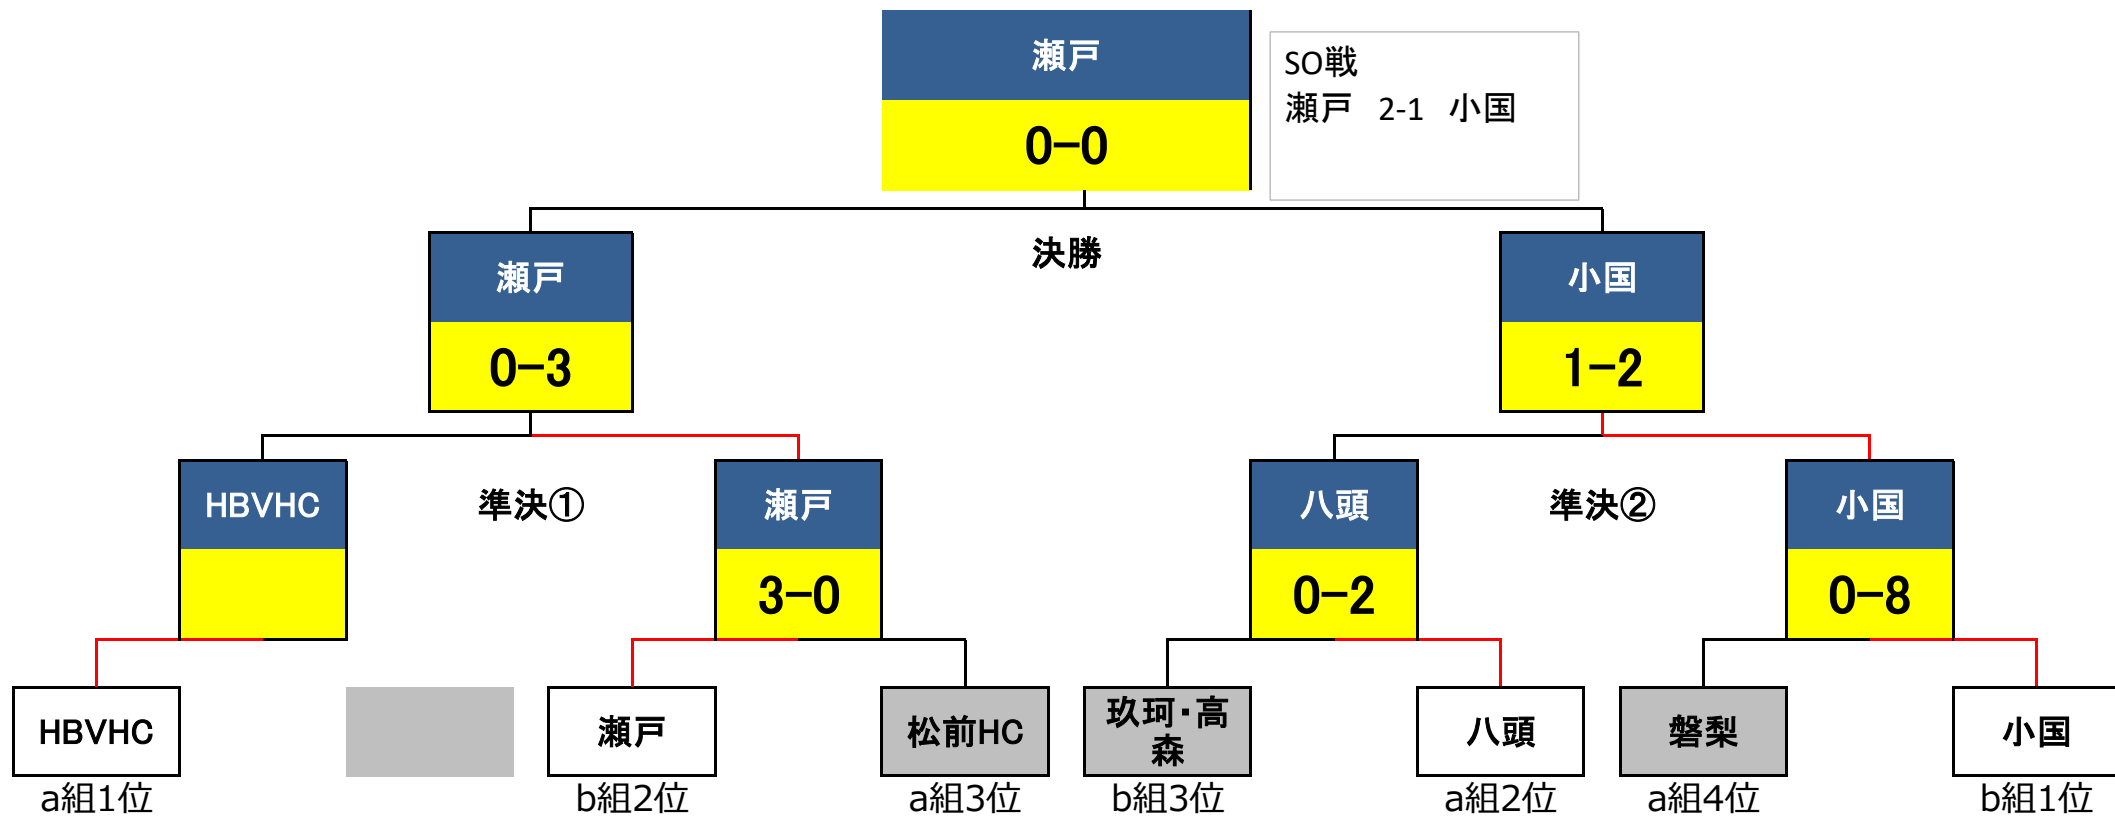 瀬戸
0-0
SO戦
瀬戸　2-1　小国
決勝
瀬戸
0-3
小国
1-2
HBVHC
準決①
瀬戸
3-0
八頭
0-2
準決②
小国
0-8
HBVHC
a組1位
瀬戸
b組2位
松前HC
a組3位
玖珂・高
森
b組3位
八頭
a組2位
磐梨
a組4位
小国
b組1位